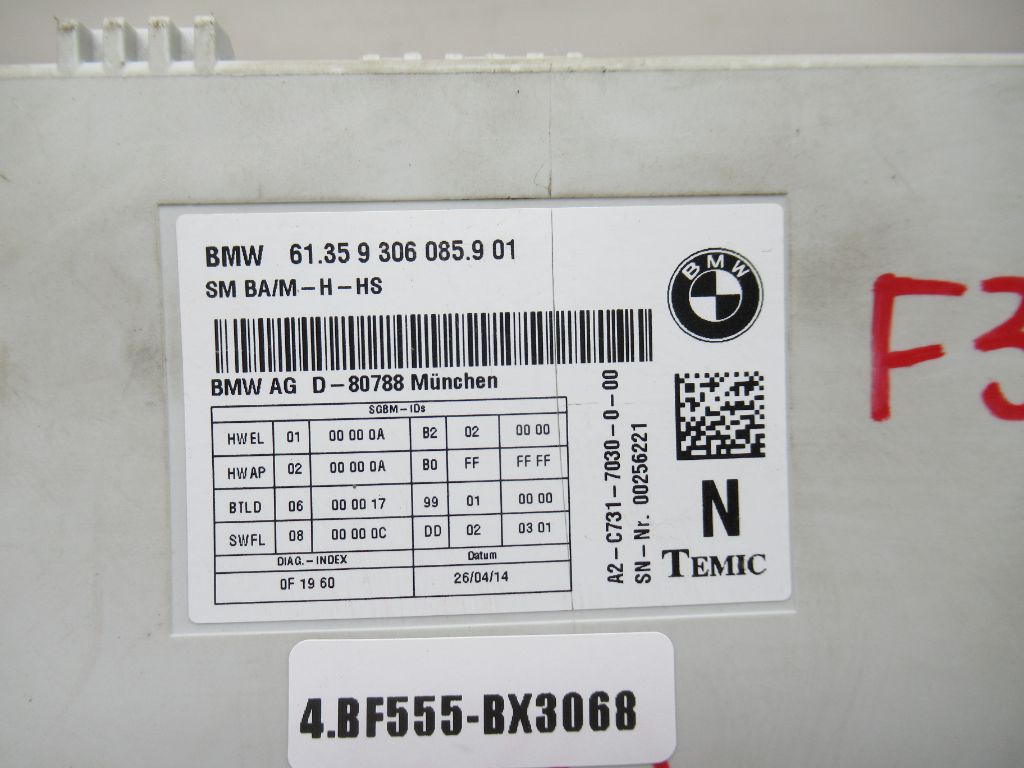 BMW 61.35 9 306 085.9 01
SM BA/M-H-HS
BMW
BMW AG D-80788 München
SGBM-IDs
HWEL 01 00 00 0A B2 02 00 00
HWAP 02 00 00 0A B0 FF FF FF
BTLD 06 00 00 17 99 01 00 00
SWFL 08 00 00 0C DD 02 03 01
DIAG.-INDEX Datum
0F 19 60 26/04/14
A2-C731-7030-0-00
SN-Nr. 00256221
N
TEMIC
F3
4.BF555-BX3068